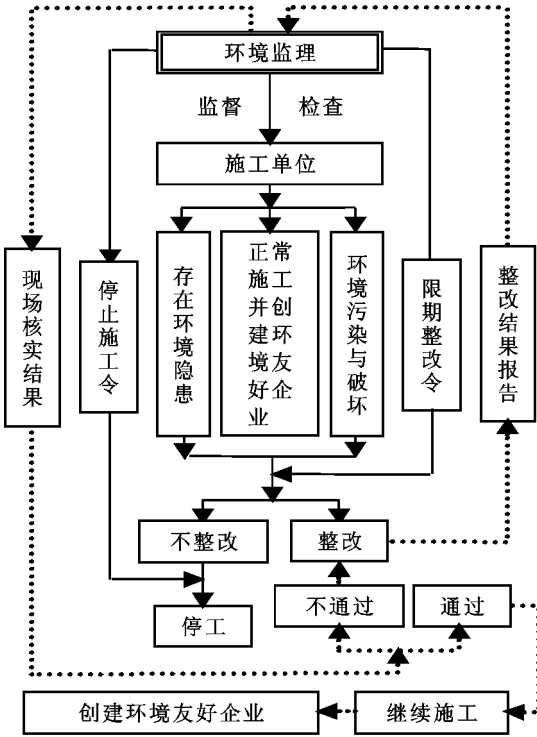 环境监理
监督 检查
施工单位
现场核实结果
停止施工令
存在环境隐患
正常施工并创建环境友好企业
环境污染与破坏
限期整改令
整改结果报告
不整改
整改
停工
不通过
通过
创建环境友好企业
继续施工